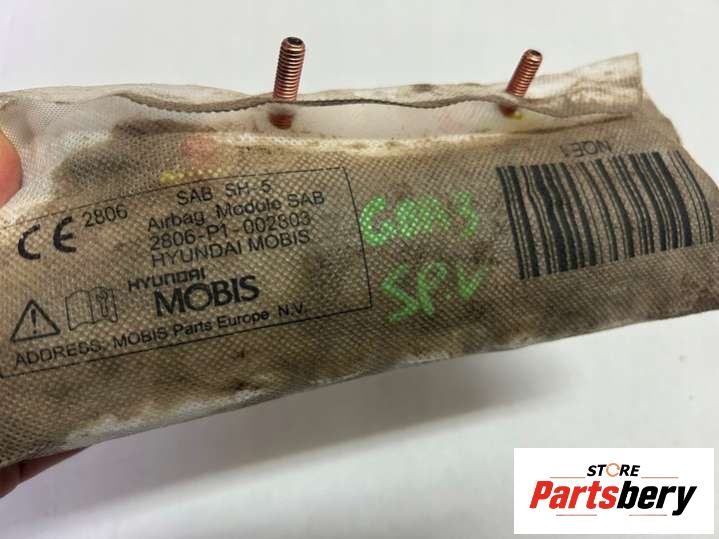 CE 2806
SAB SH-5
Airbag Module SAB
2806-P1-002803
HYUNDAI MOBIS
HYUNDAI
MOBIS
ADDRESS: MOBIS Parts Europe N.V.
SP.V
NQE1
STORE
Partsbery